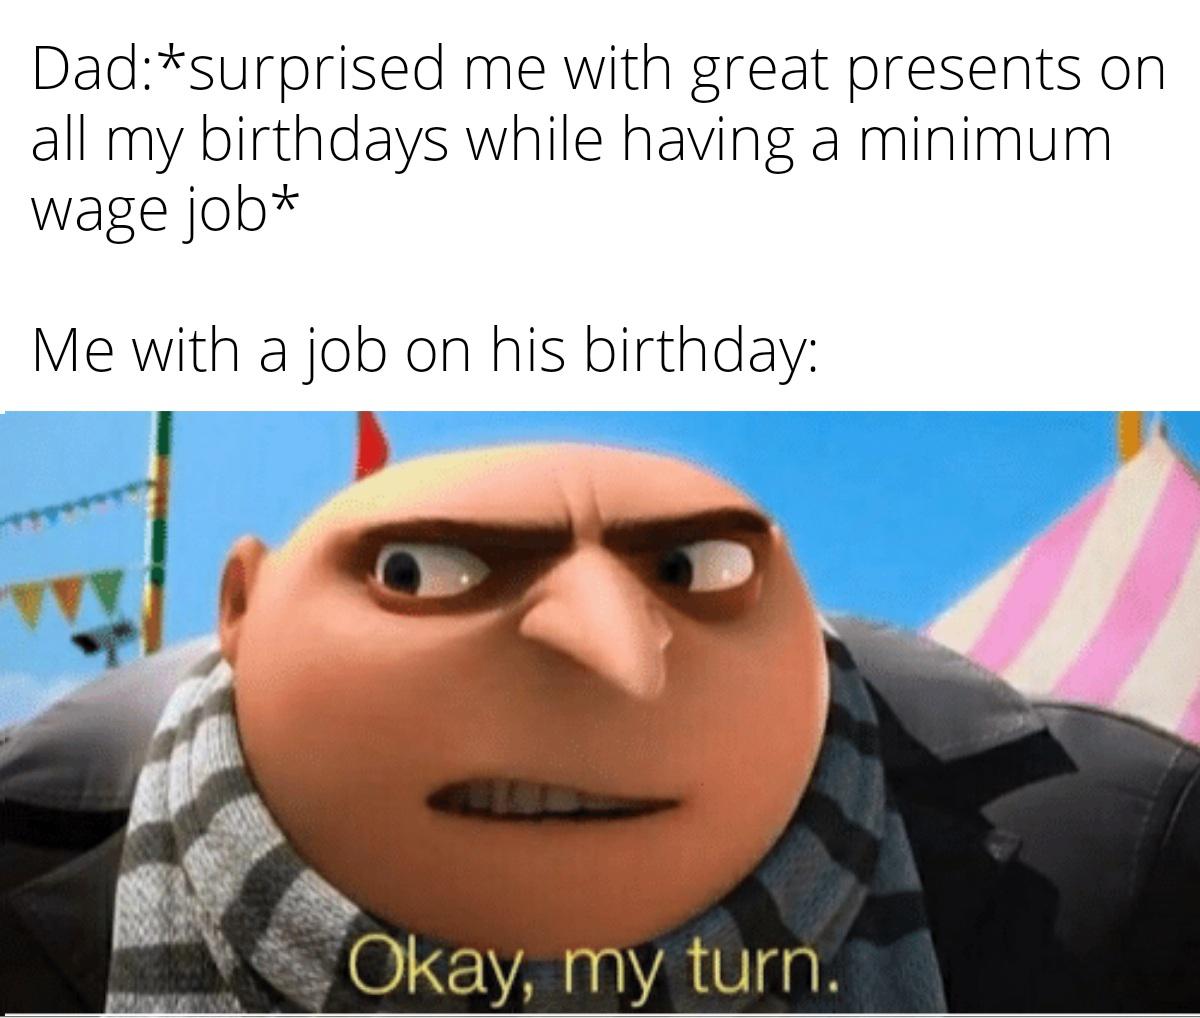 Dad:*surprised me with great presents on
all my birthdays while having a minimum
wage job*
Me with a job on his birthday:
Okay, my turn.